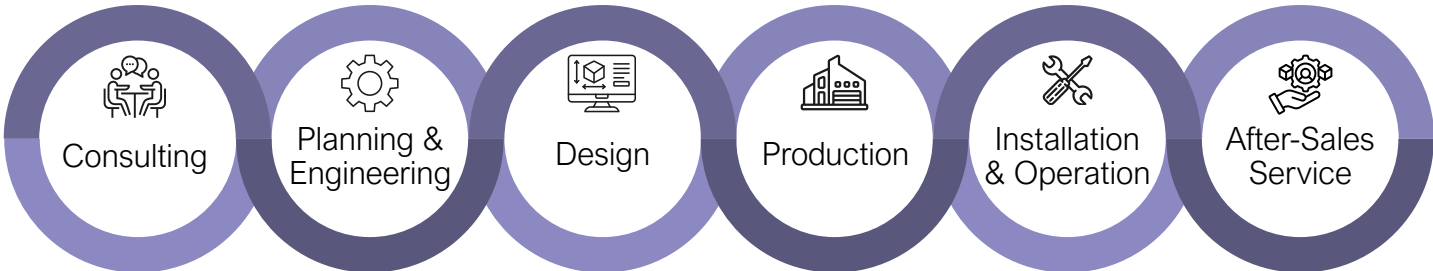 Consulting
Planning &
Engineering
Design
Production
Installation
& Operation
After-Sales
Service